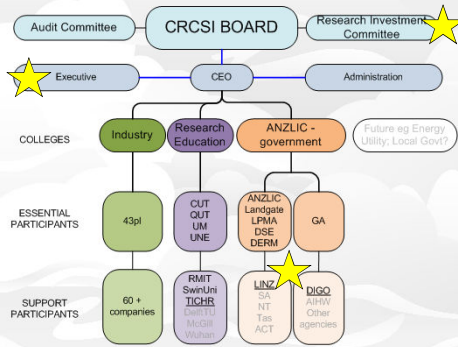 Audit Committee
CRCSI BOARD
Research Investment
Committee
Executive
CEO
Administration
COLLEGES
Industry
Research
Education
ANZLIC -
government
Future eg Energy
Utility; Local Govt?
ESSENTIAL
PARTICIPANTS
43pl
CUT
QUT
UM
UNE
ANZLIC
Landgate
LPMA
DSE
DERM
GA
SUPPORT
PARTICIPANTS
60 +
companies
RMIT
SwinUni
TICHR
DelftTU
McGill
Wuhan
LINZ
SA
NT
Tas
ACT
DIGO
AIHW
Other
agencies